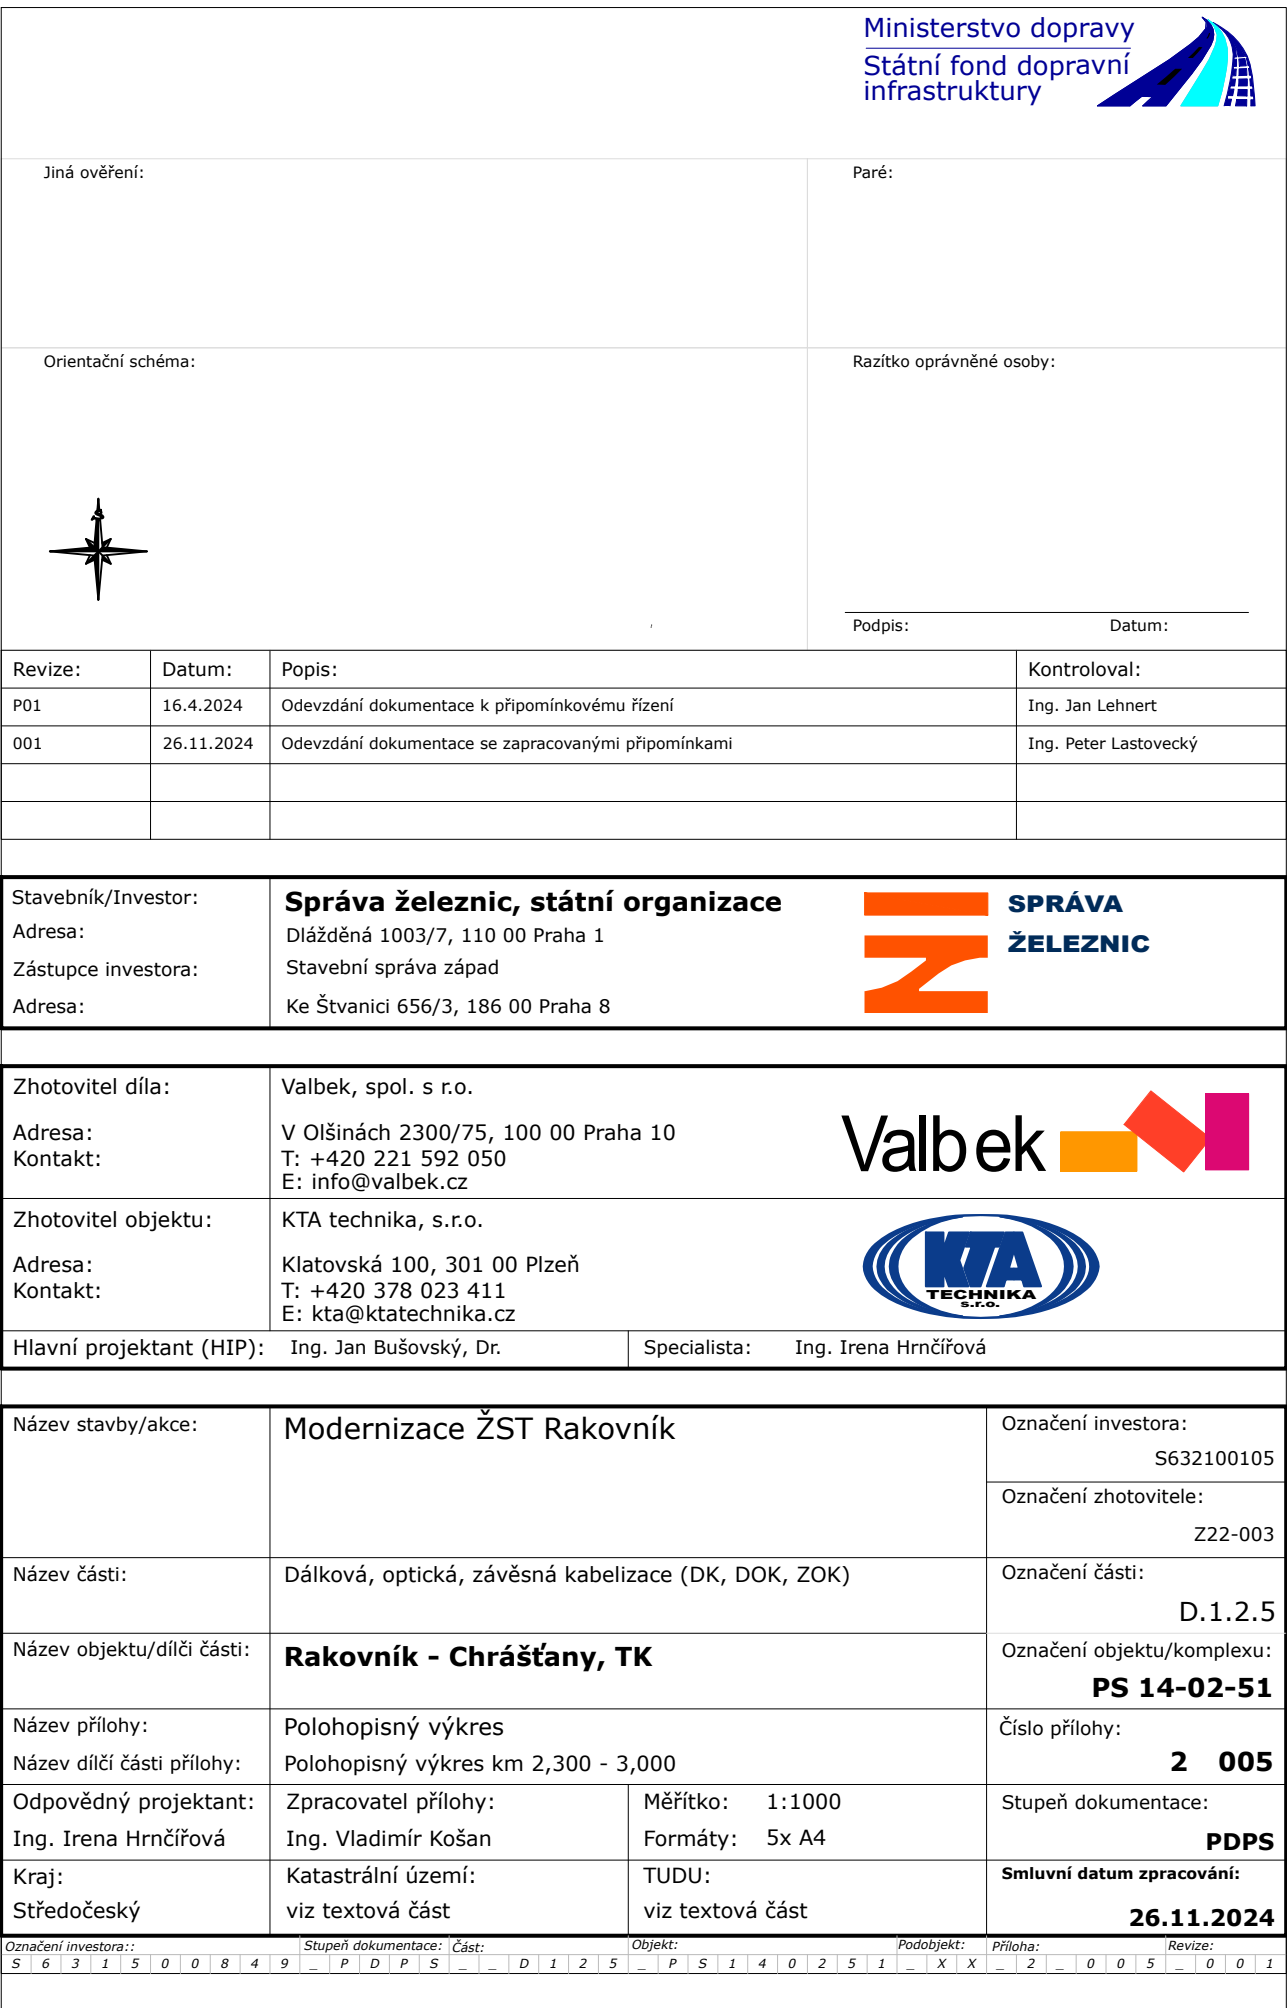 Ministerstvo dopravy
Státní fond dopravní
infrastruktury
Jiná ověření:
Paré:
Orientační schéma:
Razítko oprávněné osoby:
S
Podpis: Datum:
Revize: Datum: Popis: Kontroloval:
P01 16.4.2024 Odevzdání dokumentace k připomínkovému řízení Ing. Jan Lehnert
001 26.11.2024 Odevzdání dokumentace se zapracovanými připomínkami Ing. Peter Lastovecký
Stavebník/Investor: Správa železnic, státní organizace
Adresa: Dlážděná 1003/7, 110 00 Praha 1
Zástupce investora: Stavební správa západ
Adresa: Ke Štvanici 656/3, 186 00 Praha 8
SPRÁVA
ŽELEZNIC
Zhotovitel díla: Valbek, spol. s r.o.
Adresa: V Olšinách 2300/75, 100 00 Praha 10
Kontakt: T: +420 221 592 050
E: info@valbek.cz
Valbek
Zhotovitel objektu: KTA technika, s.r.o.
Adresa: Klatovská 100, 301 00 Plzeň
Kontakt: T: +420 378 023 411
E: kta@ktatechnika.cz
KTA
TECHNIKA
s.r.o.
Hlavní projektant (HIP): Ing. Jan Bušovský, Dr. Specialista: Ing. Irena Hrnčířová
Název stavby/akce: Modernizace ŽST Rakovník
Označení investora:
S632100105
Označení zhotovitele:
Z22-003
Název části: Dálková, optická, závěsná kabelizace (DK, DOK, ZOK)
Označení části:
D.1.2.5
Název objektu/dílči části: Rakovník - Chrášťany, TK
Označení objektu/komplexu:
PS 14-02-51
Název přílohy: Polohopisný výkres
Název dílčí části přílohy: Polohopisný výkres km 2,300 - 3,000
Číslo přílohy:
2 005
Odpovědný projektant: Zpracovatel přílohy: Měřítko: 1:1000 Stupeň dokumentace:
Ing. Irena Hrnčířová Ing. Vladimír Košan Formáty: 5x A4 PDPS
Kraj: Katastrální území: TUDU: Smluvní datum zpracování:
Středočeský viz textová část viz textová část 26.11.2024
Označení investora:: Stupeň dokumentace: Část: Objekt: Podobjekt: Příloha: Revize:
S 6 3 1 5 0 0 8 4 9 _ P D P S _ _ D 1 2 5 _ P S 1 4 0 2 5 1 _ X X _ 2 _ 0 0 5 _ 0 0 1